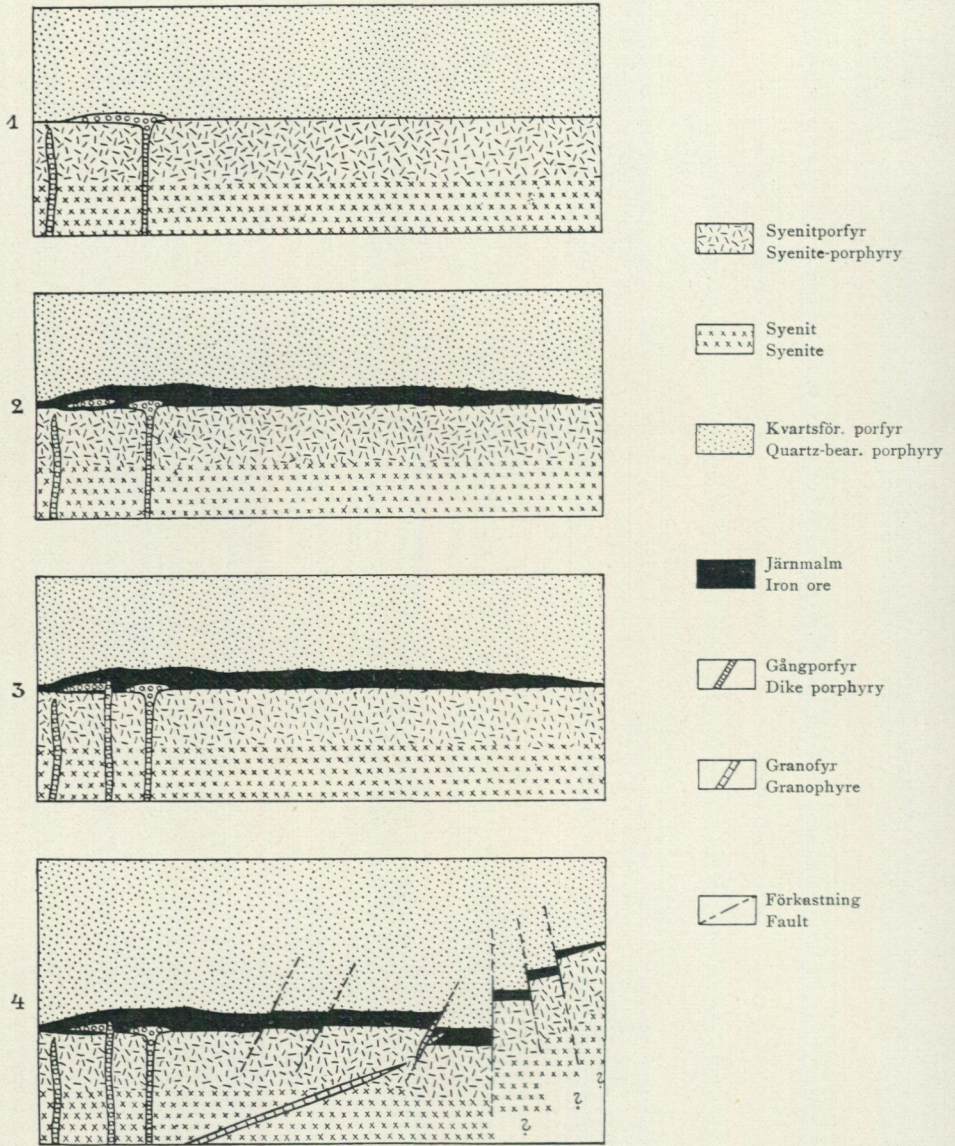 1
2
3
4
?
?
?
Syenitporfyr
Syenite-porphyry
Syenit
Syenite
Kvartsför. porfyr
Quartz-bear. porphyry
Järnmalm
Iron ore
Gångporfyr
Dike porphyry
Granofyr
Granophyre
Förkastning
Fault